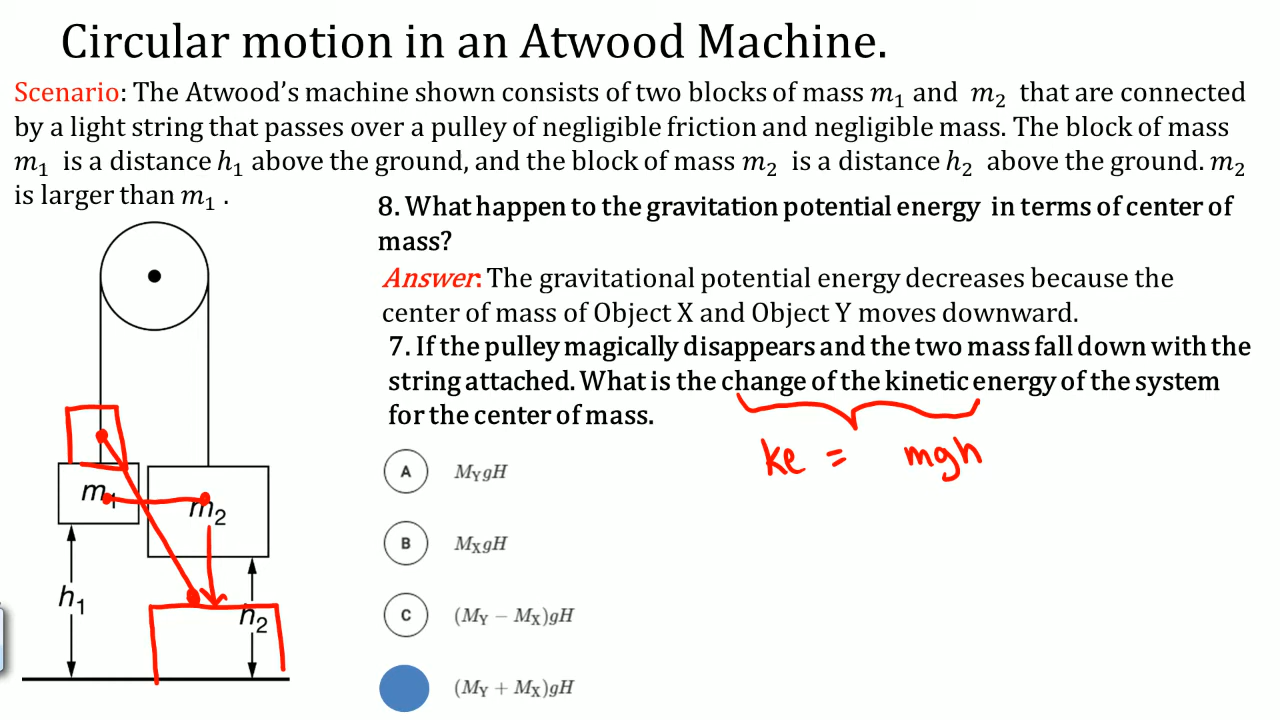 Circular motion in an Atwood Machine.
Scenario: The Atwood's machine shown consists of two blocks of mass m₁ and m₂ that are connected
by a light string that passes over a pulley of negligible friction and negligible mass. The block of mass
m₁ is a distance h₁ above the ground, and the block of mass m₂ is a distance h₂ above the ground. m₂
is larger than m₁ .
8. What happen to the gravitation potential energy in terms of center of
mass?
Answer: The gravitational potential energy decreases because the
center of mass of Object X and Object Y moves downward.
7. If the pulley magically disappears and the two mass fall down with the
string attached. What is the change of the kinetic energy of the system
for the center of mass.
ke = mgh
A M_YgH
B M_XgH
C (M_Y − M_X)gH
(M_Y + M_X)gH
m₁
m₂
h₁
h₂